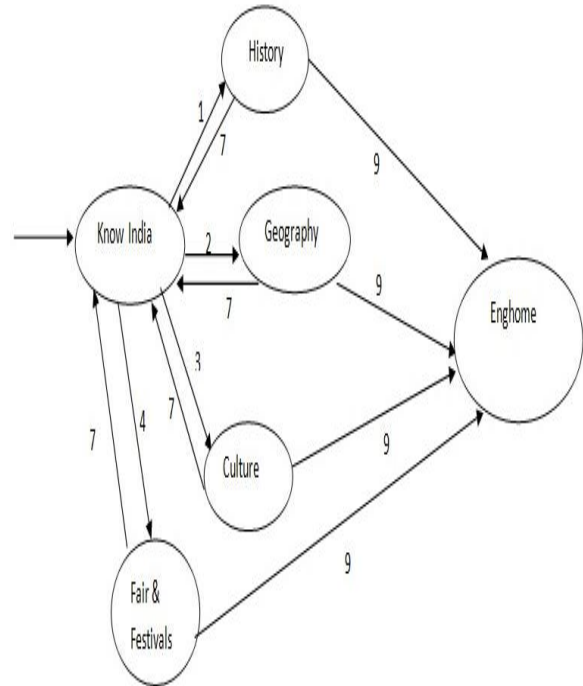 History
1
7
9
Know India
2
Geography
7
9
Enghome
3
7
4
7
Culture
9
9
Fair &
Festivals